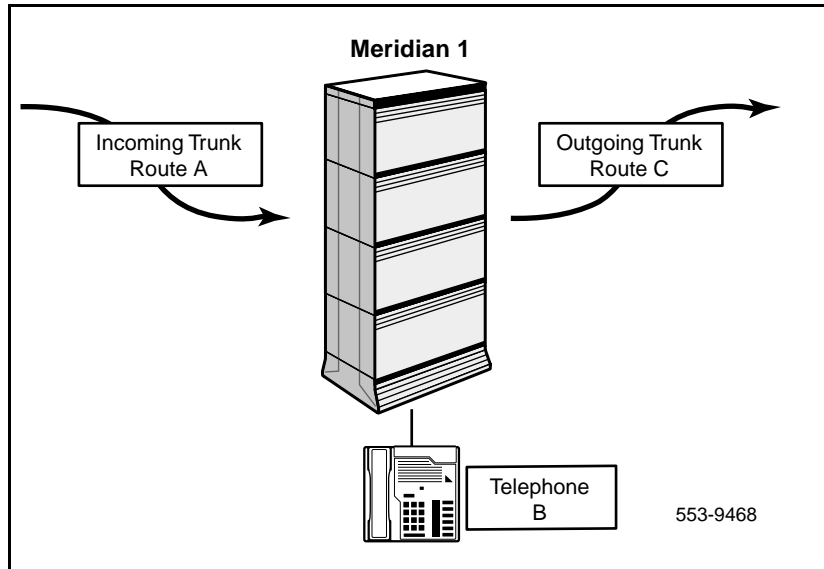 Meridian 1
Incoming Trunk
Route A
Outgoing Trunk
Route C
Telephone
B
553-9468